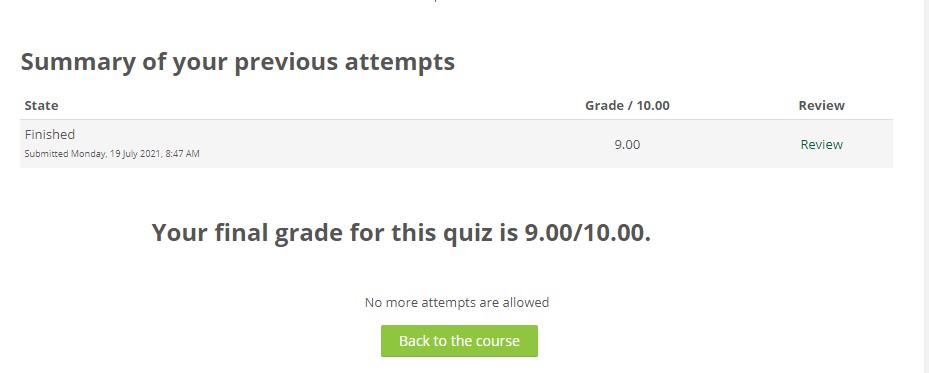 Summary of your previous attempts
State Grade / 10.00 Review
Finished
Submitted Monday, 19 July 2021, 8:47 AM
9.00 Review
Your final grade for this quiz is 9.00/10.00.
No more attempts are allowed
Back to the course